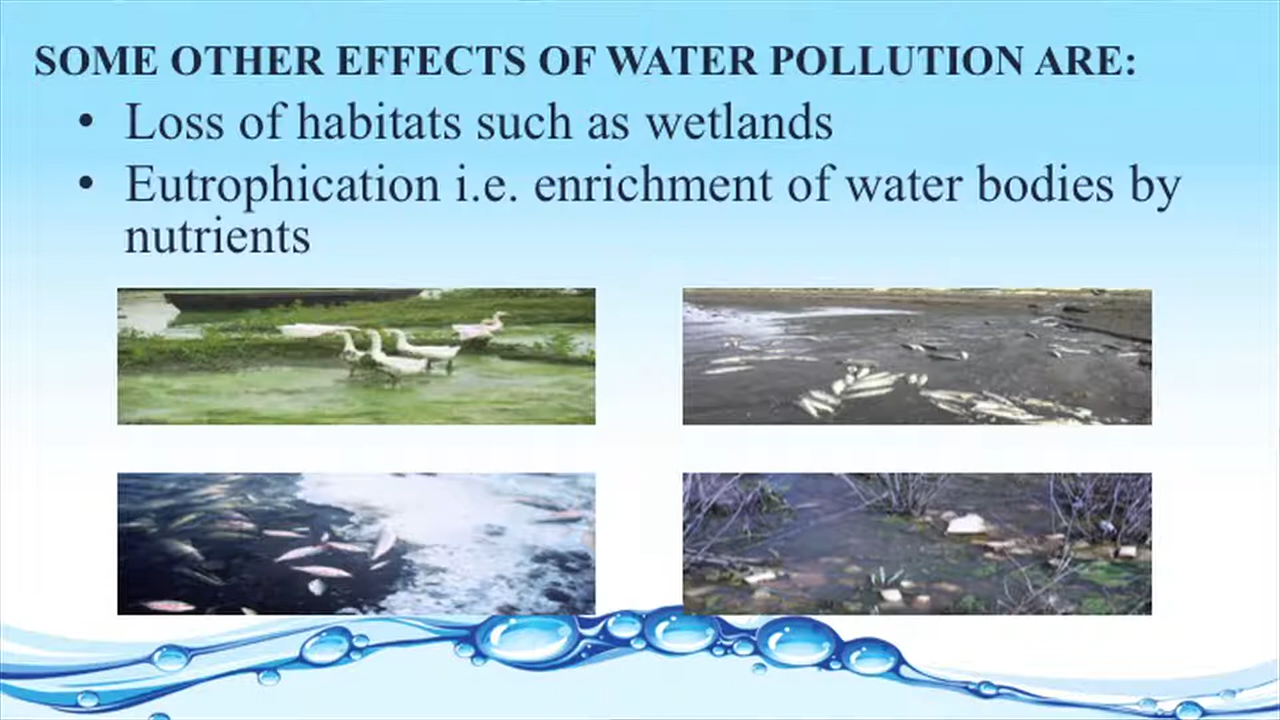 SOME OTHER EFFECTS OF WATER POLLUTION ARE:
• Loss of habitats such as wetlands
• Eutrophication i.e. enrichment of water bodies by
nutrients